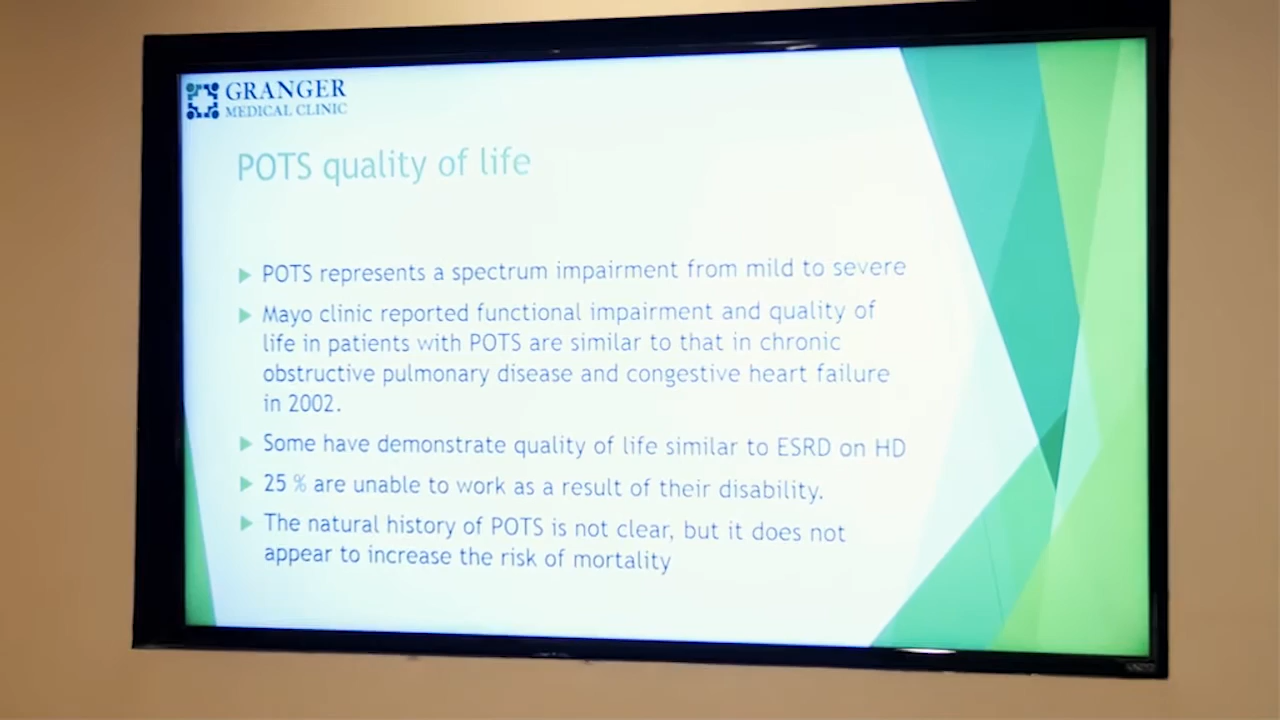 GRANGER
MEDICAL CLINIC
POTS quality of life
POTS represents a spectrum impairment from mild to severe
Mayo clinic reported functional impairment and quality of
life in patients with POTS are similar to that in chronic
obstructive pulmonary disease and congestive heart failure
in 2002.
Some have demonstrate quality of life similar to ESRD on HD
25 % are unable to work as a result of their disability.
The natural history of POTS is not clear, but it does not
appear to increase the risk of mortality